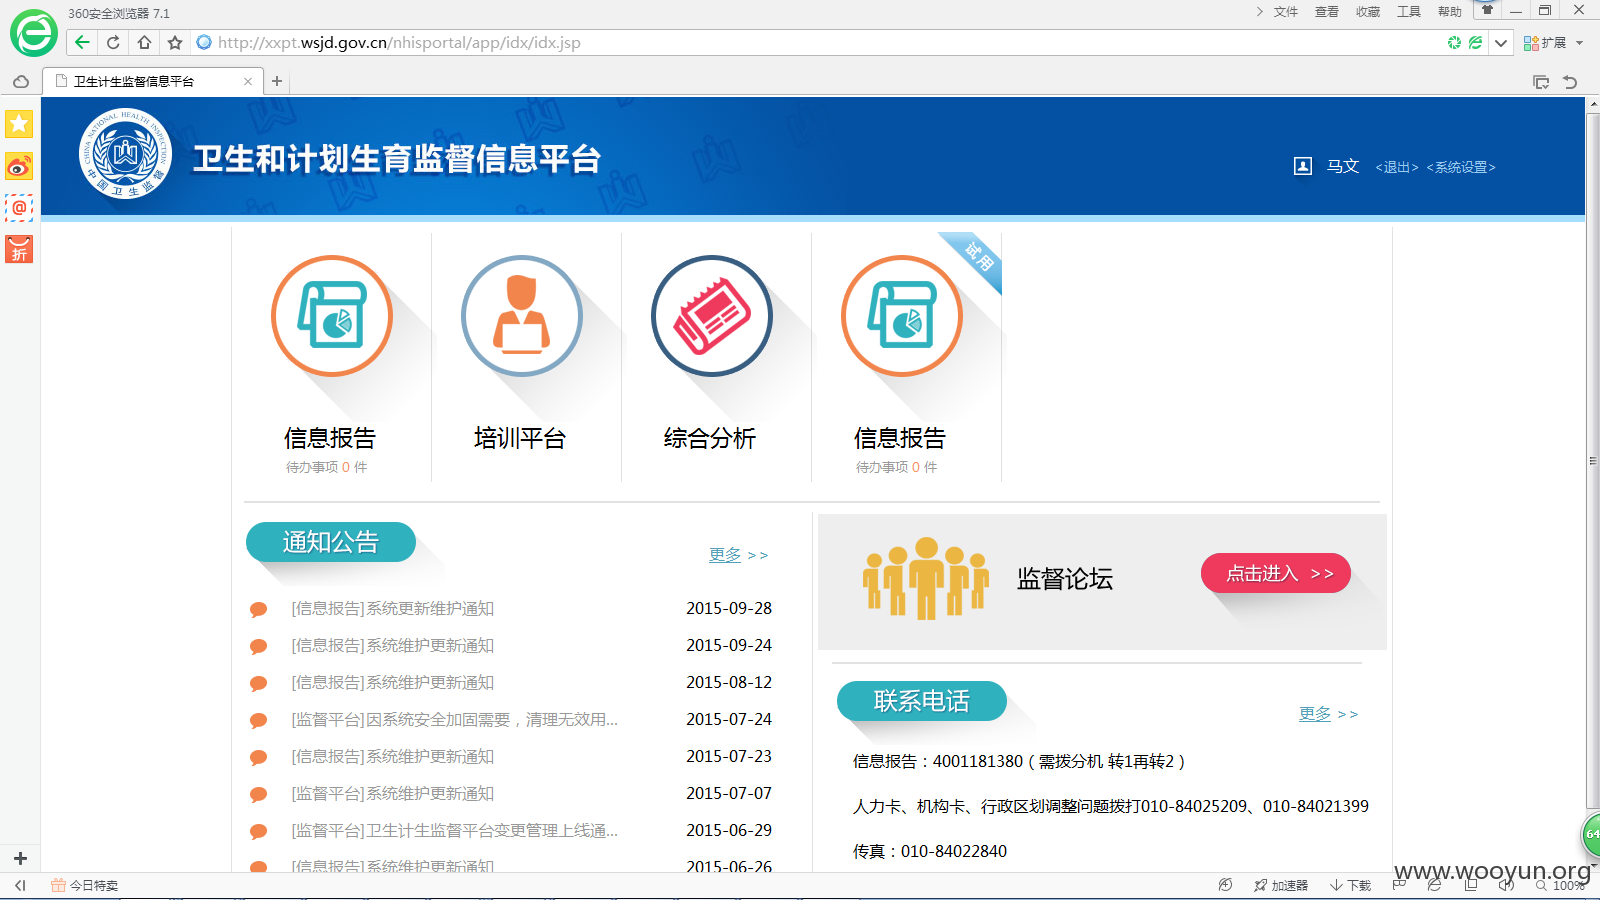 360安全浏览器 7.1
文件 查看 收藏 工具 帮助
http://xxpt.wsjd.gov.cn/nhisportal/app/idx/idx.jsp
扩展
卫生计生监督信息平台
CHINA NATIONAL HEALTH INSPECTION
中国卫生监督
卫生和计划生育监督信息平台
马文 <退出> <系统设置>
折
试用
信息报告
待办事项 0 件
培训平台
综合分析
信息报告
待办事项 0 件
通知公告
更多 >>
[信息报告]系统更新维护通知 2015-09-28
[信息报告]系统维护更新通知 2015-09-24
[信息报告]系统维护更新通知 2015-08-12
[监督平台]因系统安全加固需要，清理无效用... 2015-07-24
[信息报告]系统维护更新通知 2015-07-23
[监督平台]系统维护更新通知 2015-07-07
[监督平台]卫生计生监督平台变更管理上线通... 2015-06-29
[信息报告]系统维护更新通知 2015-06-26
监督论坛
点击进入 >>
联系电话
更多 >>
信息报告：4001181380（需拨分机 转1再转2）
人力卡、机构卡、行政区划调整问题拨打010-84025209、010-84021399
传真：010-84022840
64
www.wooyun.org
今日特卖
加速器
下载
100%